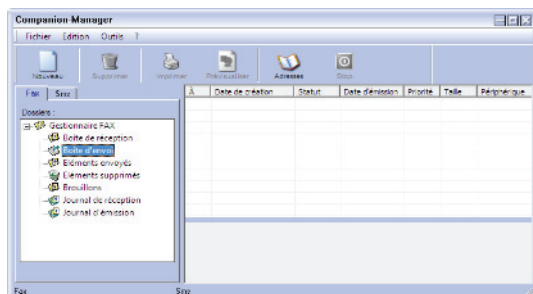 Companion-Manager
Fichier Edition Outils ?
Nouveau Supprimer Imprimer Prévisualiser Adresses Stop
Fax Sms
À Date de création Statut Date d'émission Priorité Taille Périphérique
Dossiers :
Gestionnaire FAX
Boîte de réception
Boîte d'envoi
Eléments envoyés
Eléments supprimés
Brouillons
Journal de réception
Journal d'émission
Fax Sms